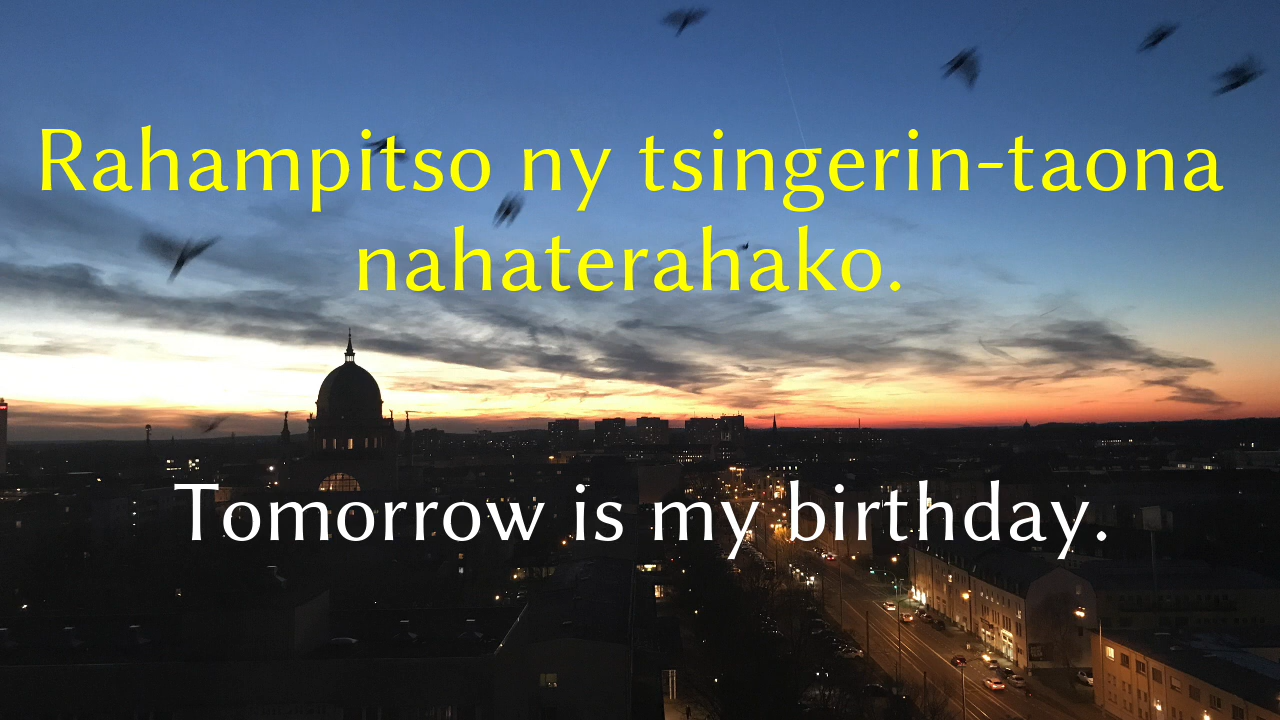 Rahampitso ny tsingerin-taona
nahaterahako.
Tomorrow is my birthday.